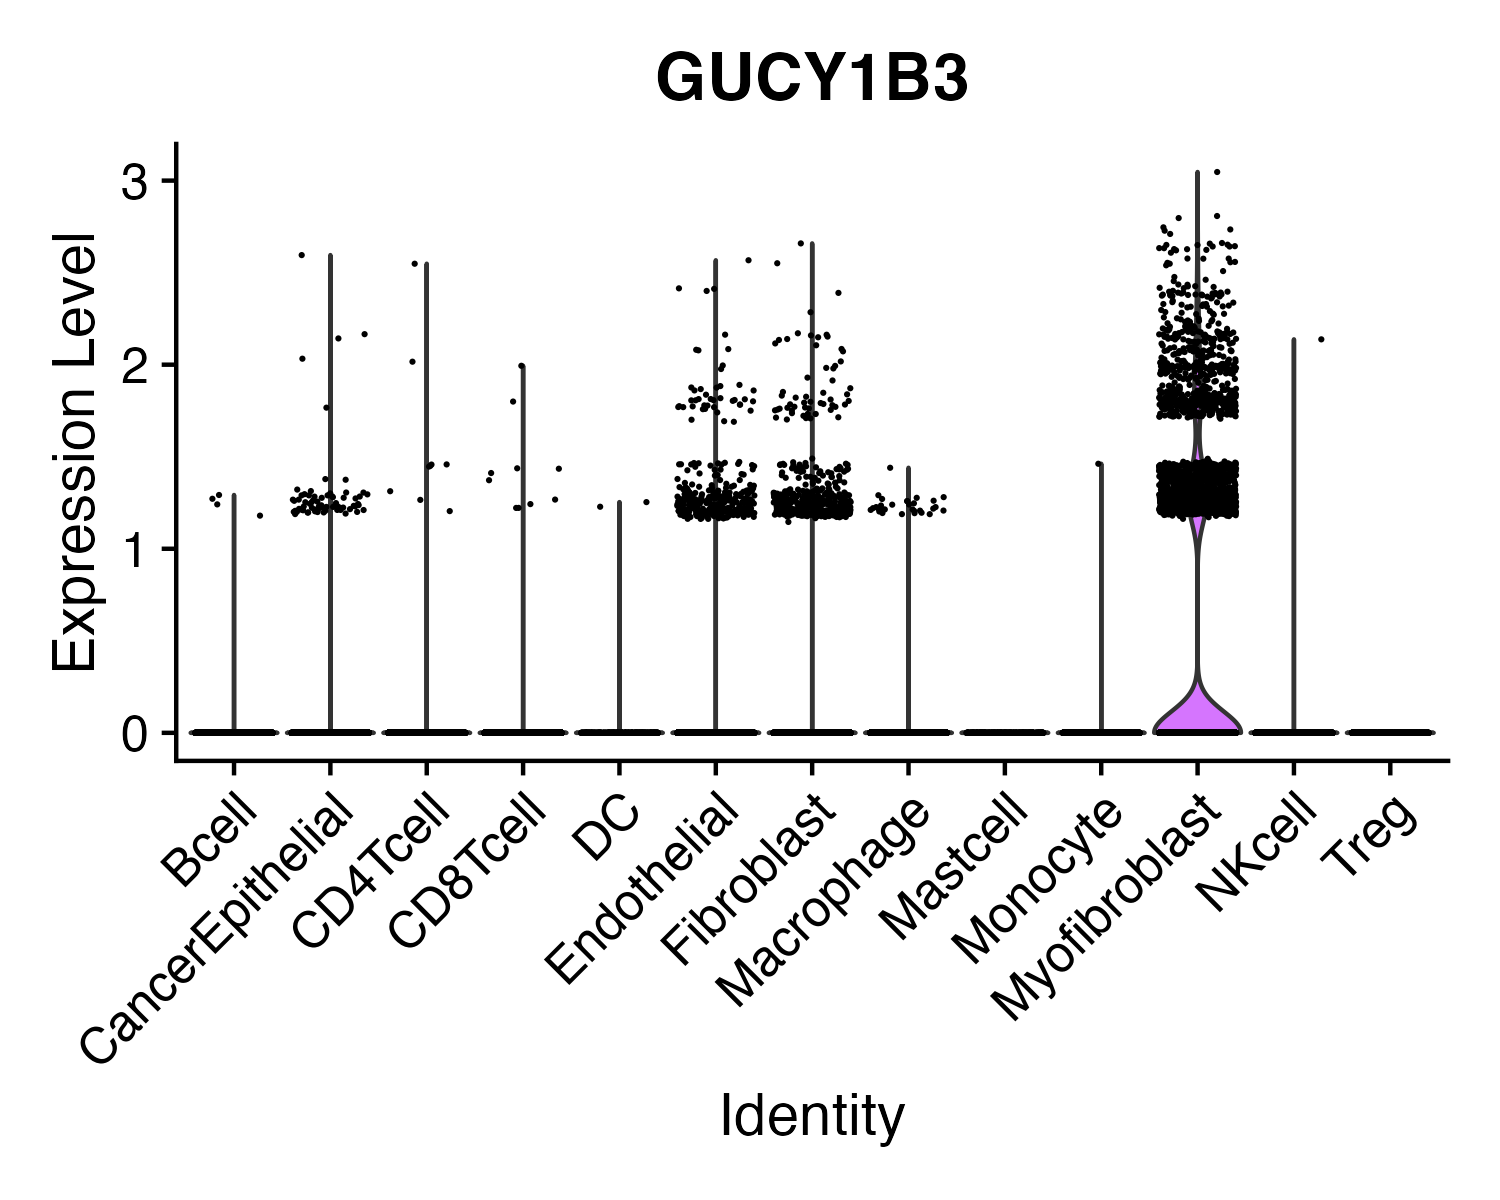 GUCY1B3
Expression Level
3
2
1
0
Bcell
CancerEpithelial
CD4Tcell
CD8Tcell
DC
Endothelial
Fibroblast
Macrophage
Mastcell
Monocyte
Myofibroblast
NKcell
Treg
Identity